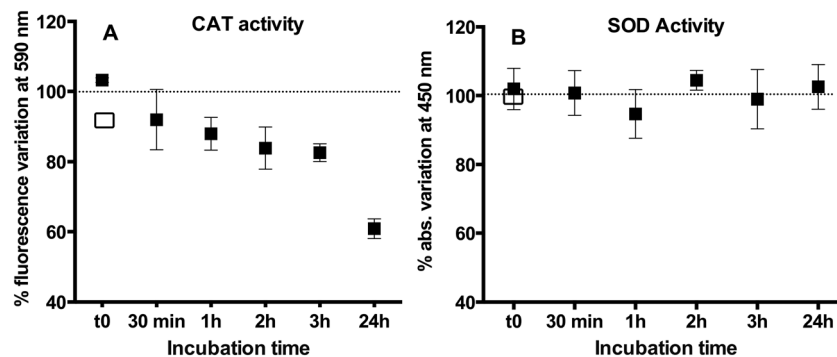 A
CAT activity
% fluorescence variation at 590 nm
120
100
80
60
40
t0
30 min
1h
2h
3h
24h
Incubation time
B
SOD Activity
% abs. variation at 450 nm
120
100
80
60
40
t0
30 min
1h
2h
3h
24h
Incubation time